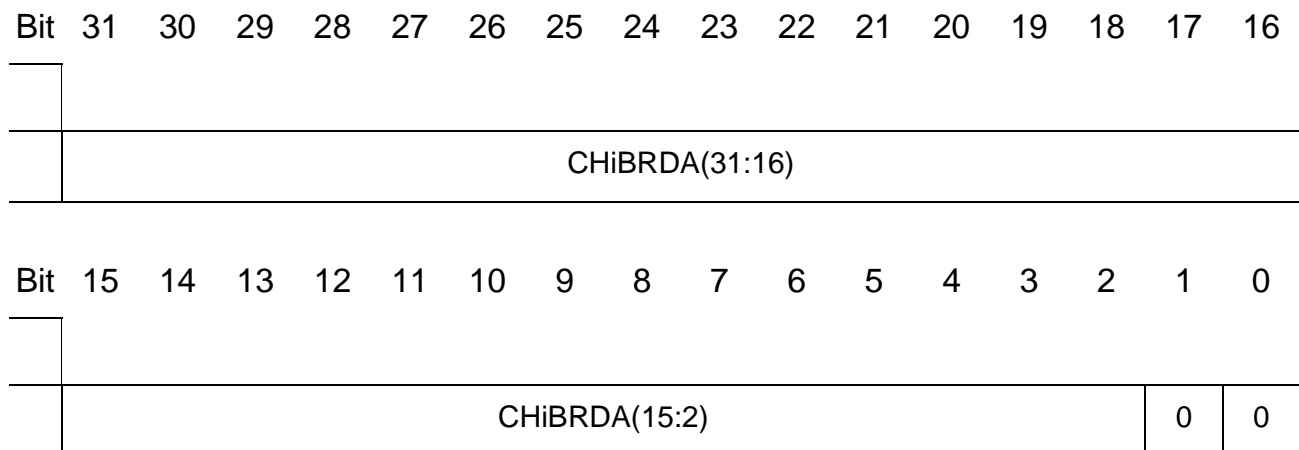 Bit 31 30 29 28 27 26 25 24 23 22 21 20 19 18 17 16
CHiBRDA(31:16)
Bit 15 14 13 12 11 10 9 8 7 6 5 4 3 2 1 0
CHiBRDA(15:2) 0 0